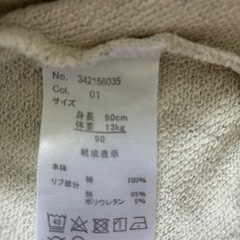 No. 342158035
Col. 01
サイズ
身長 90cm
体重 13kg
90
組成表示
本体 綿 100%
リブ部分 綿 95%
ポリウレタン 5%
40